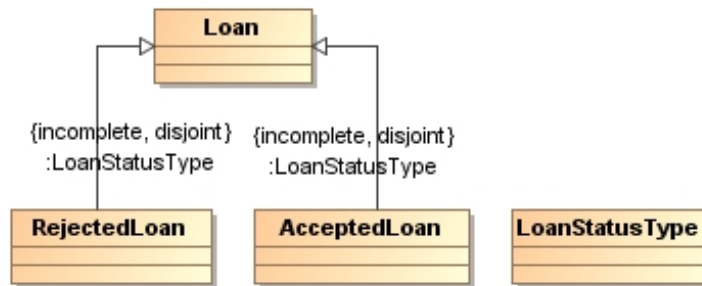 Loan
{incomplete, disjoint}
:LoanStatusType
{incomplete, disjoint}
:LoanStatusType
RejectedLoan
AcceptedLoan
LoanStatusType